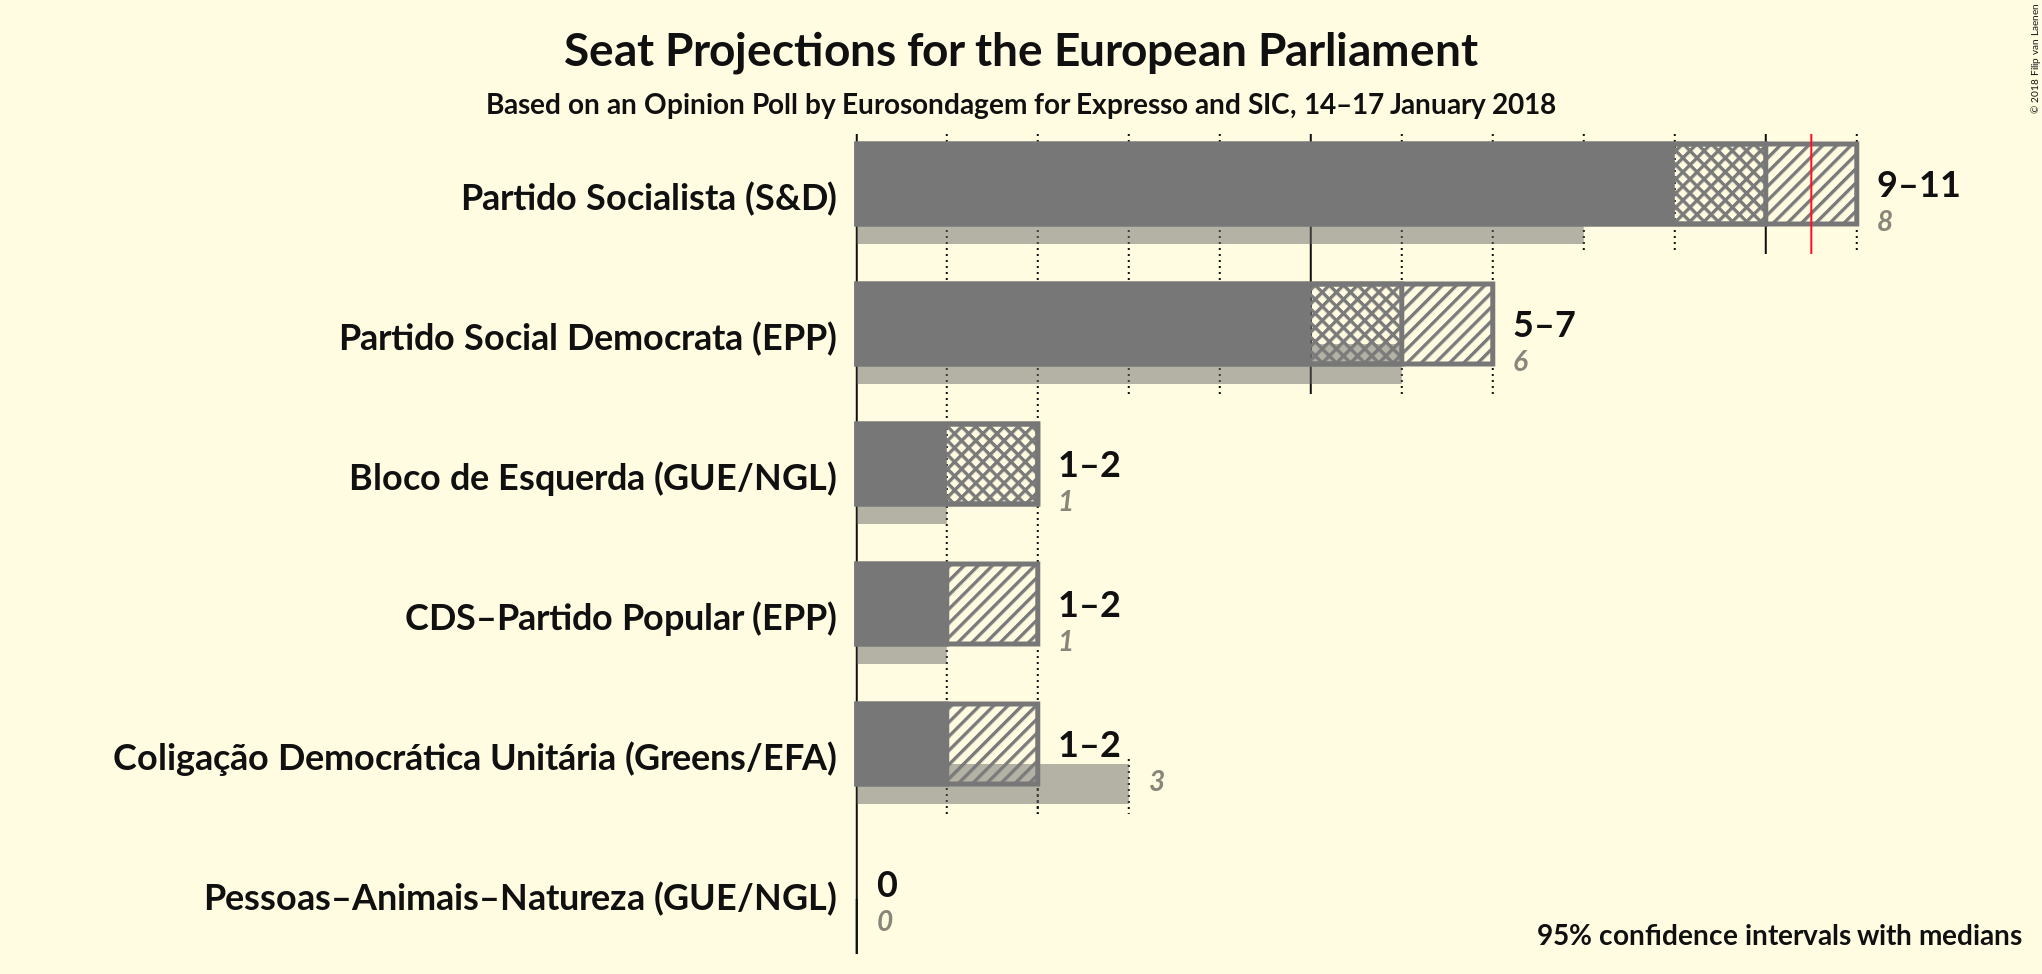 Seat Projections for the European Parliament
Based on an Opinion Poll by Eurosondagem for Expresso and SIC, 14–17 January 2018
© 2018 Filip van Laenen
Partido Socialista (S&D)
9–11
8
Partido Social Democrata (EPP)
5–7
6
Bloco de Esquerda (GUE/NGL)
1–2
1
CDS–Partido Popular (EPP)
1–2
1
Coligação Democrática Unitária (Greens/EFA)
1–2
3
Pessoas–Animais–Natureza (GUE/NGL)
0
0
95% confidence intervals with medians